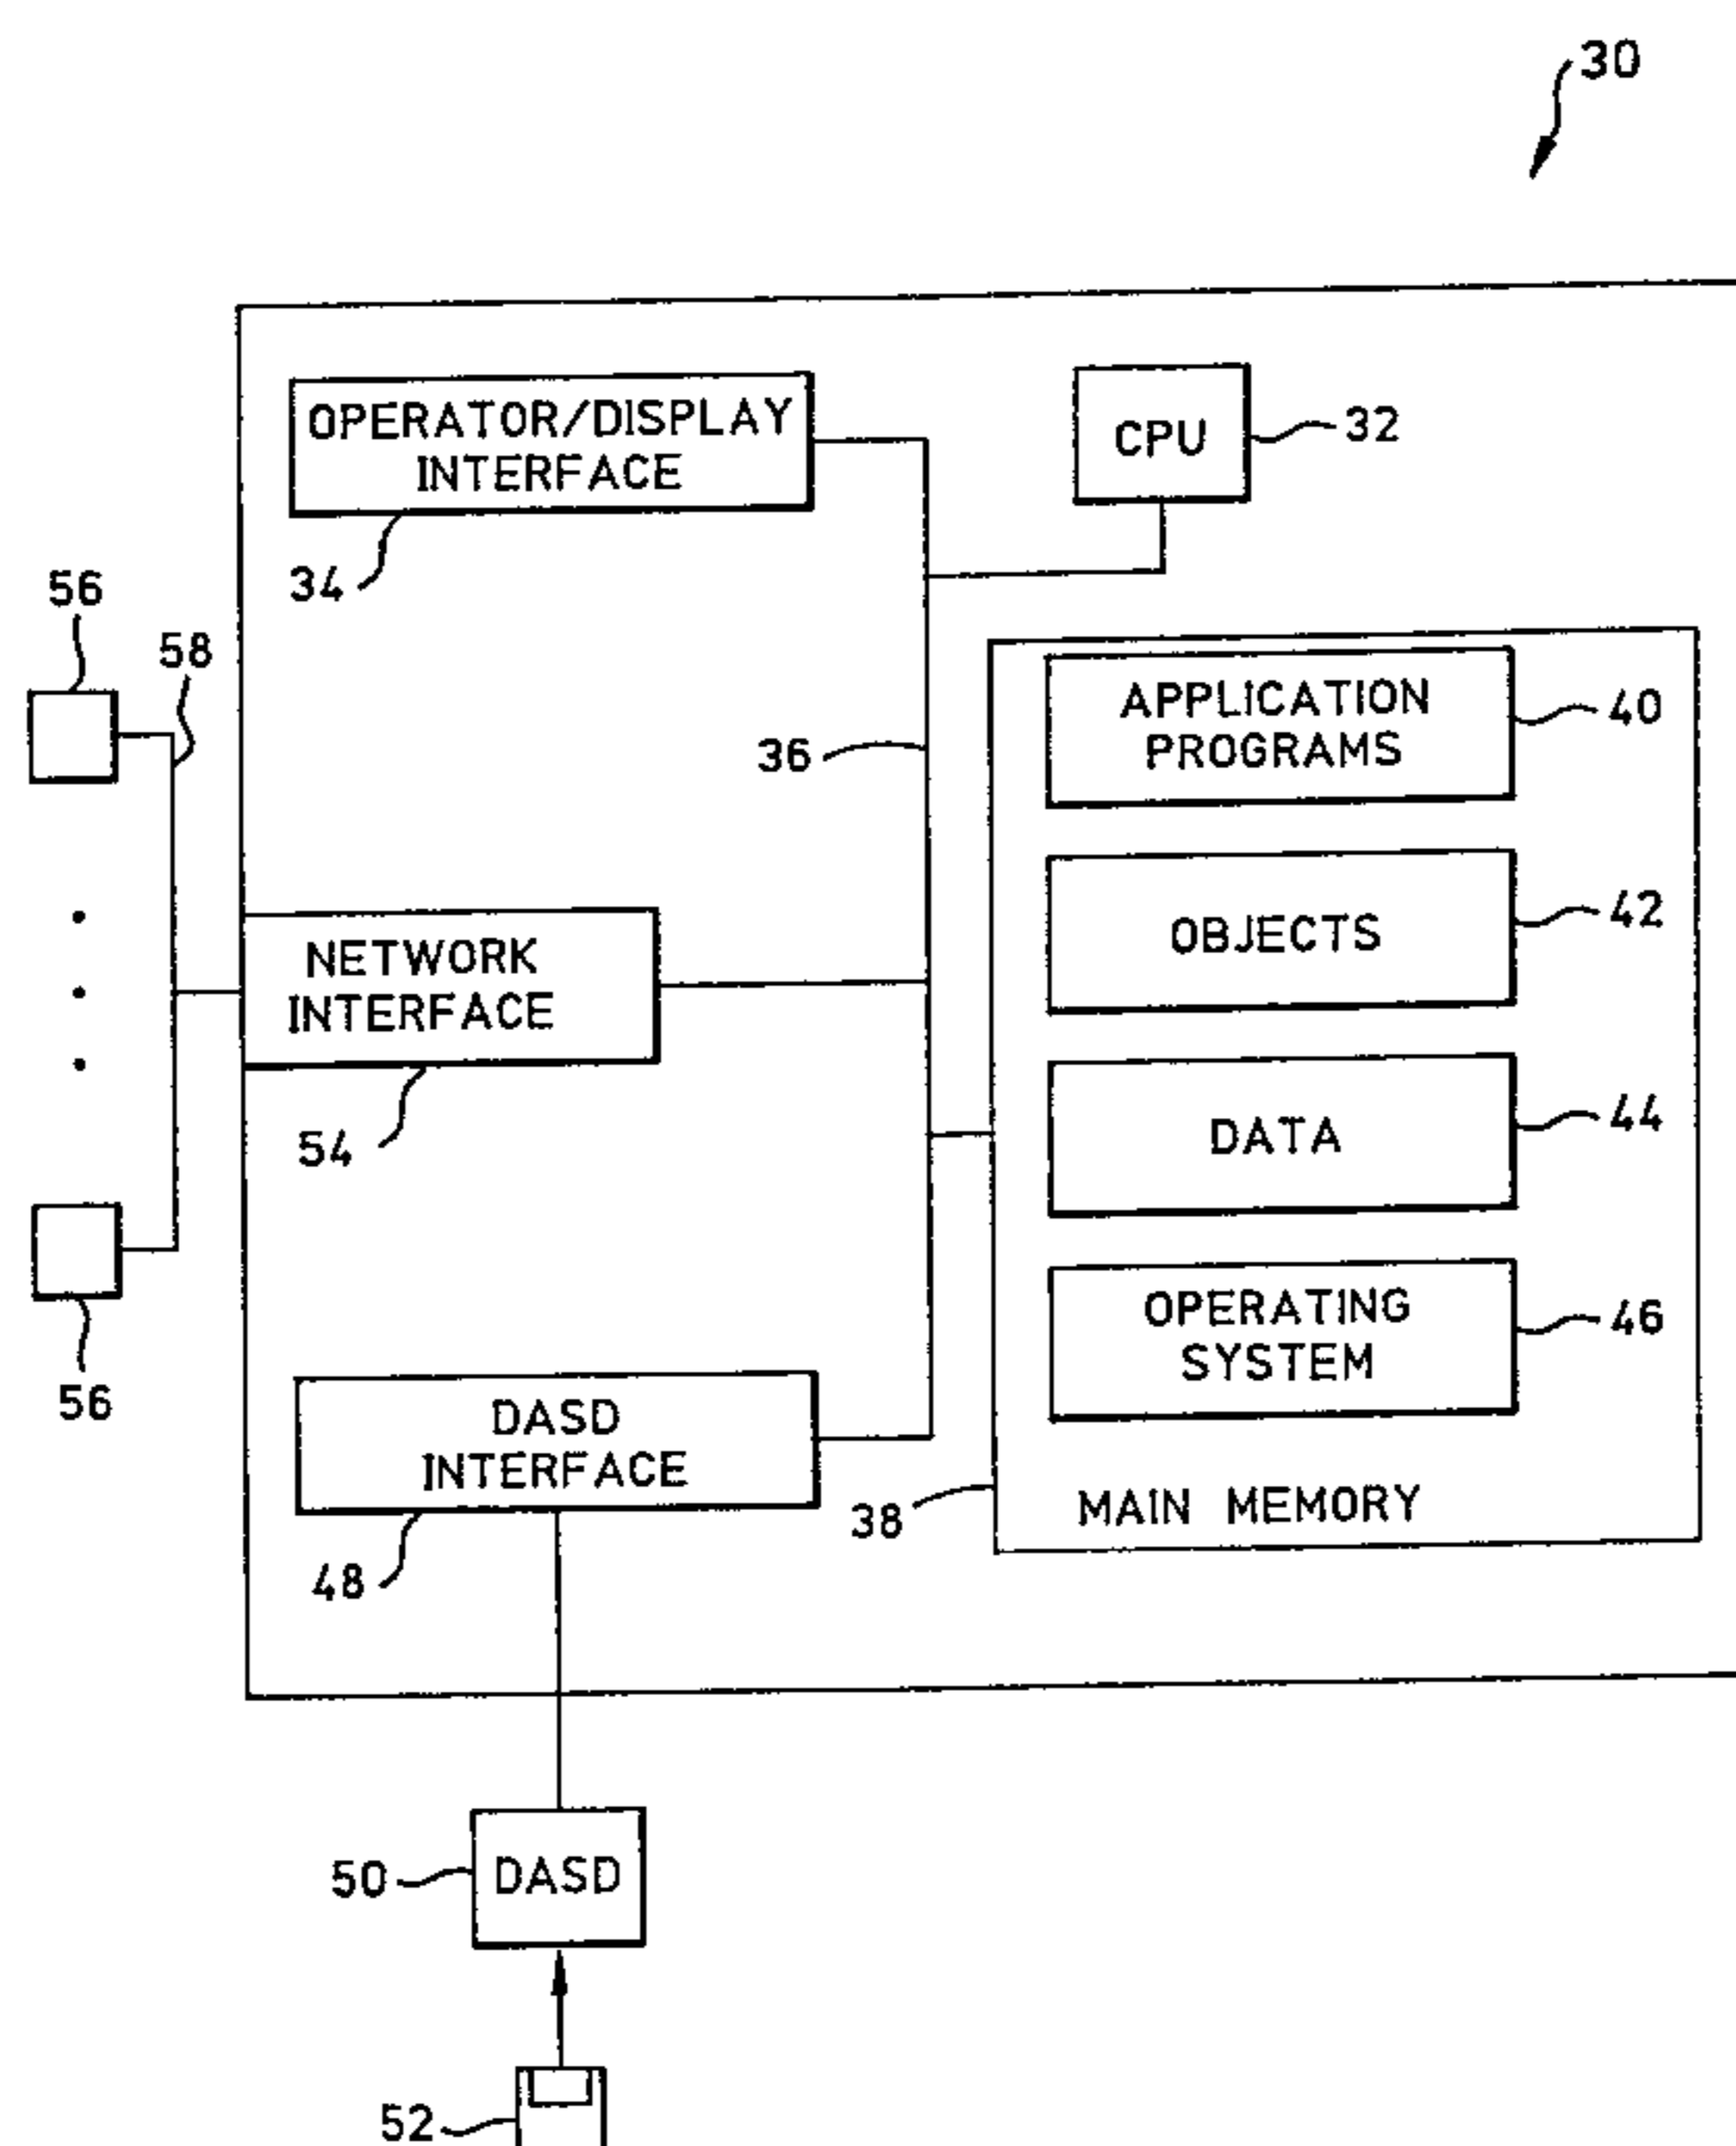 30
OPERATOR/DISPLAY
INTERFACE
34
CPU
32
56
58
36
APPLICATION
PROGRAMS
40
OBJECTS
42
NETWORK
INTERFACE
54
DATA
44
OPERATING
SYSTEM
46
56
DASD
INTERFACE
48
38
MAIN MEMORY
50
DASD
52